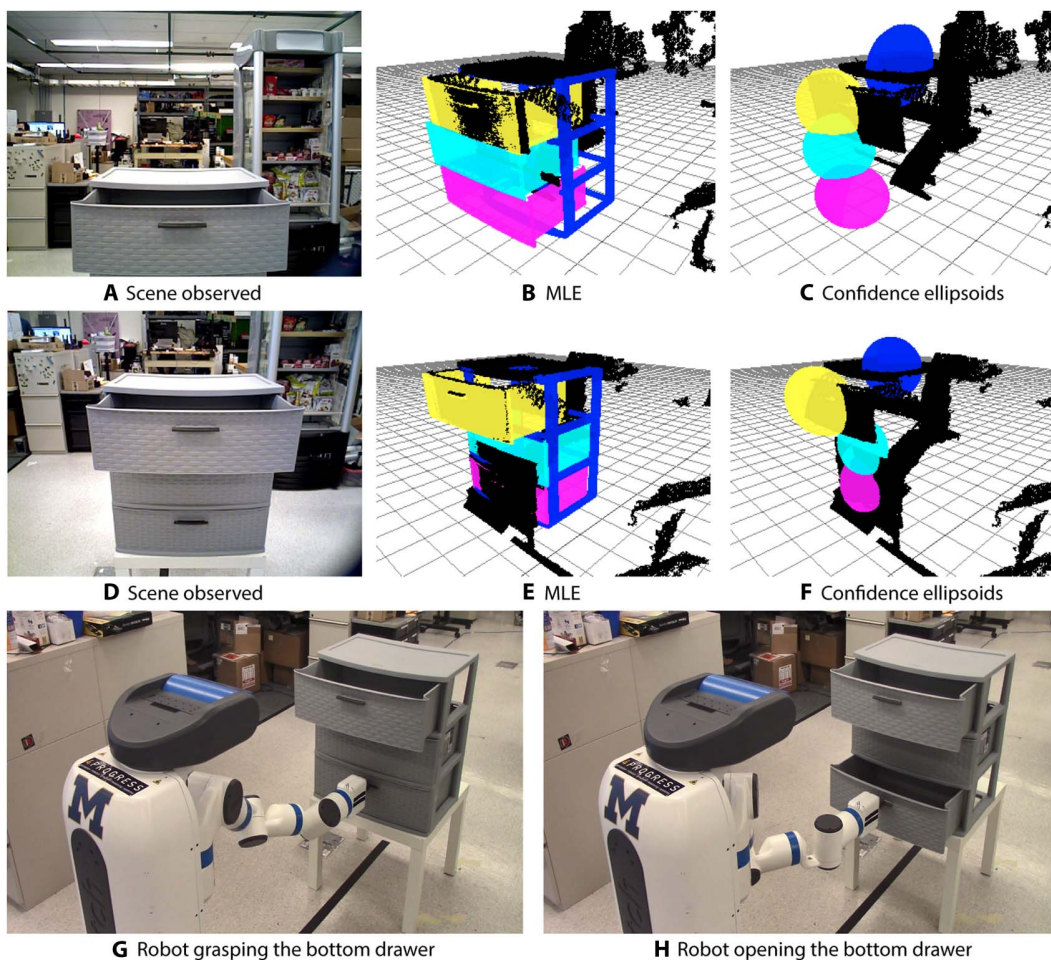 A Scene observed
B MLE
C Confidence ellipsoids
D Scene observed
E MLE
F Confidence ellipsoids
PROGRESS
M
PROGRESS
M
G Robot grasping the bottom drawer
H Robot opening the bottom drawer